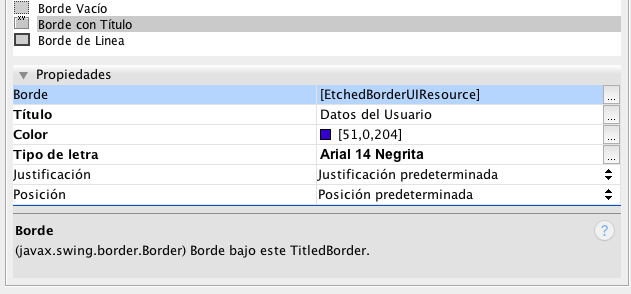 Borde Vacío
XY
Borde con Título
Borde de Linea
Propiedades
Borde [EtchedBorderUIResource] ...
Título Datos del Usuario ...
Color [51,0,204] ...
Tipo de letra Arial 14 Negrita ...
Justificación Justificación predeterminada
Posición Posición predeterminada
Borde ?
(javax.swing.border.Border) Borde bajo este TitledBorder.